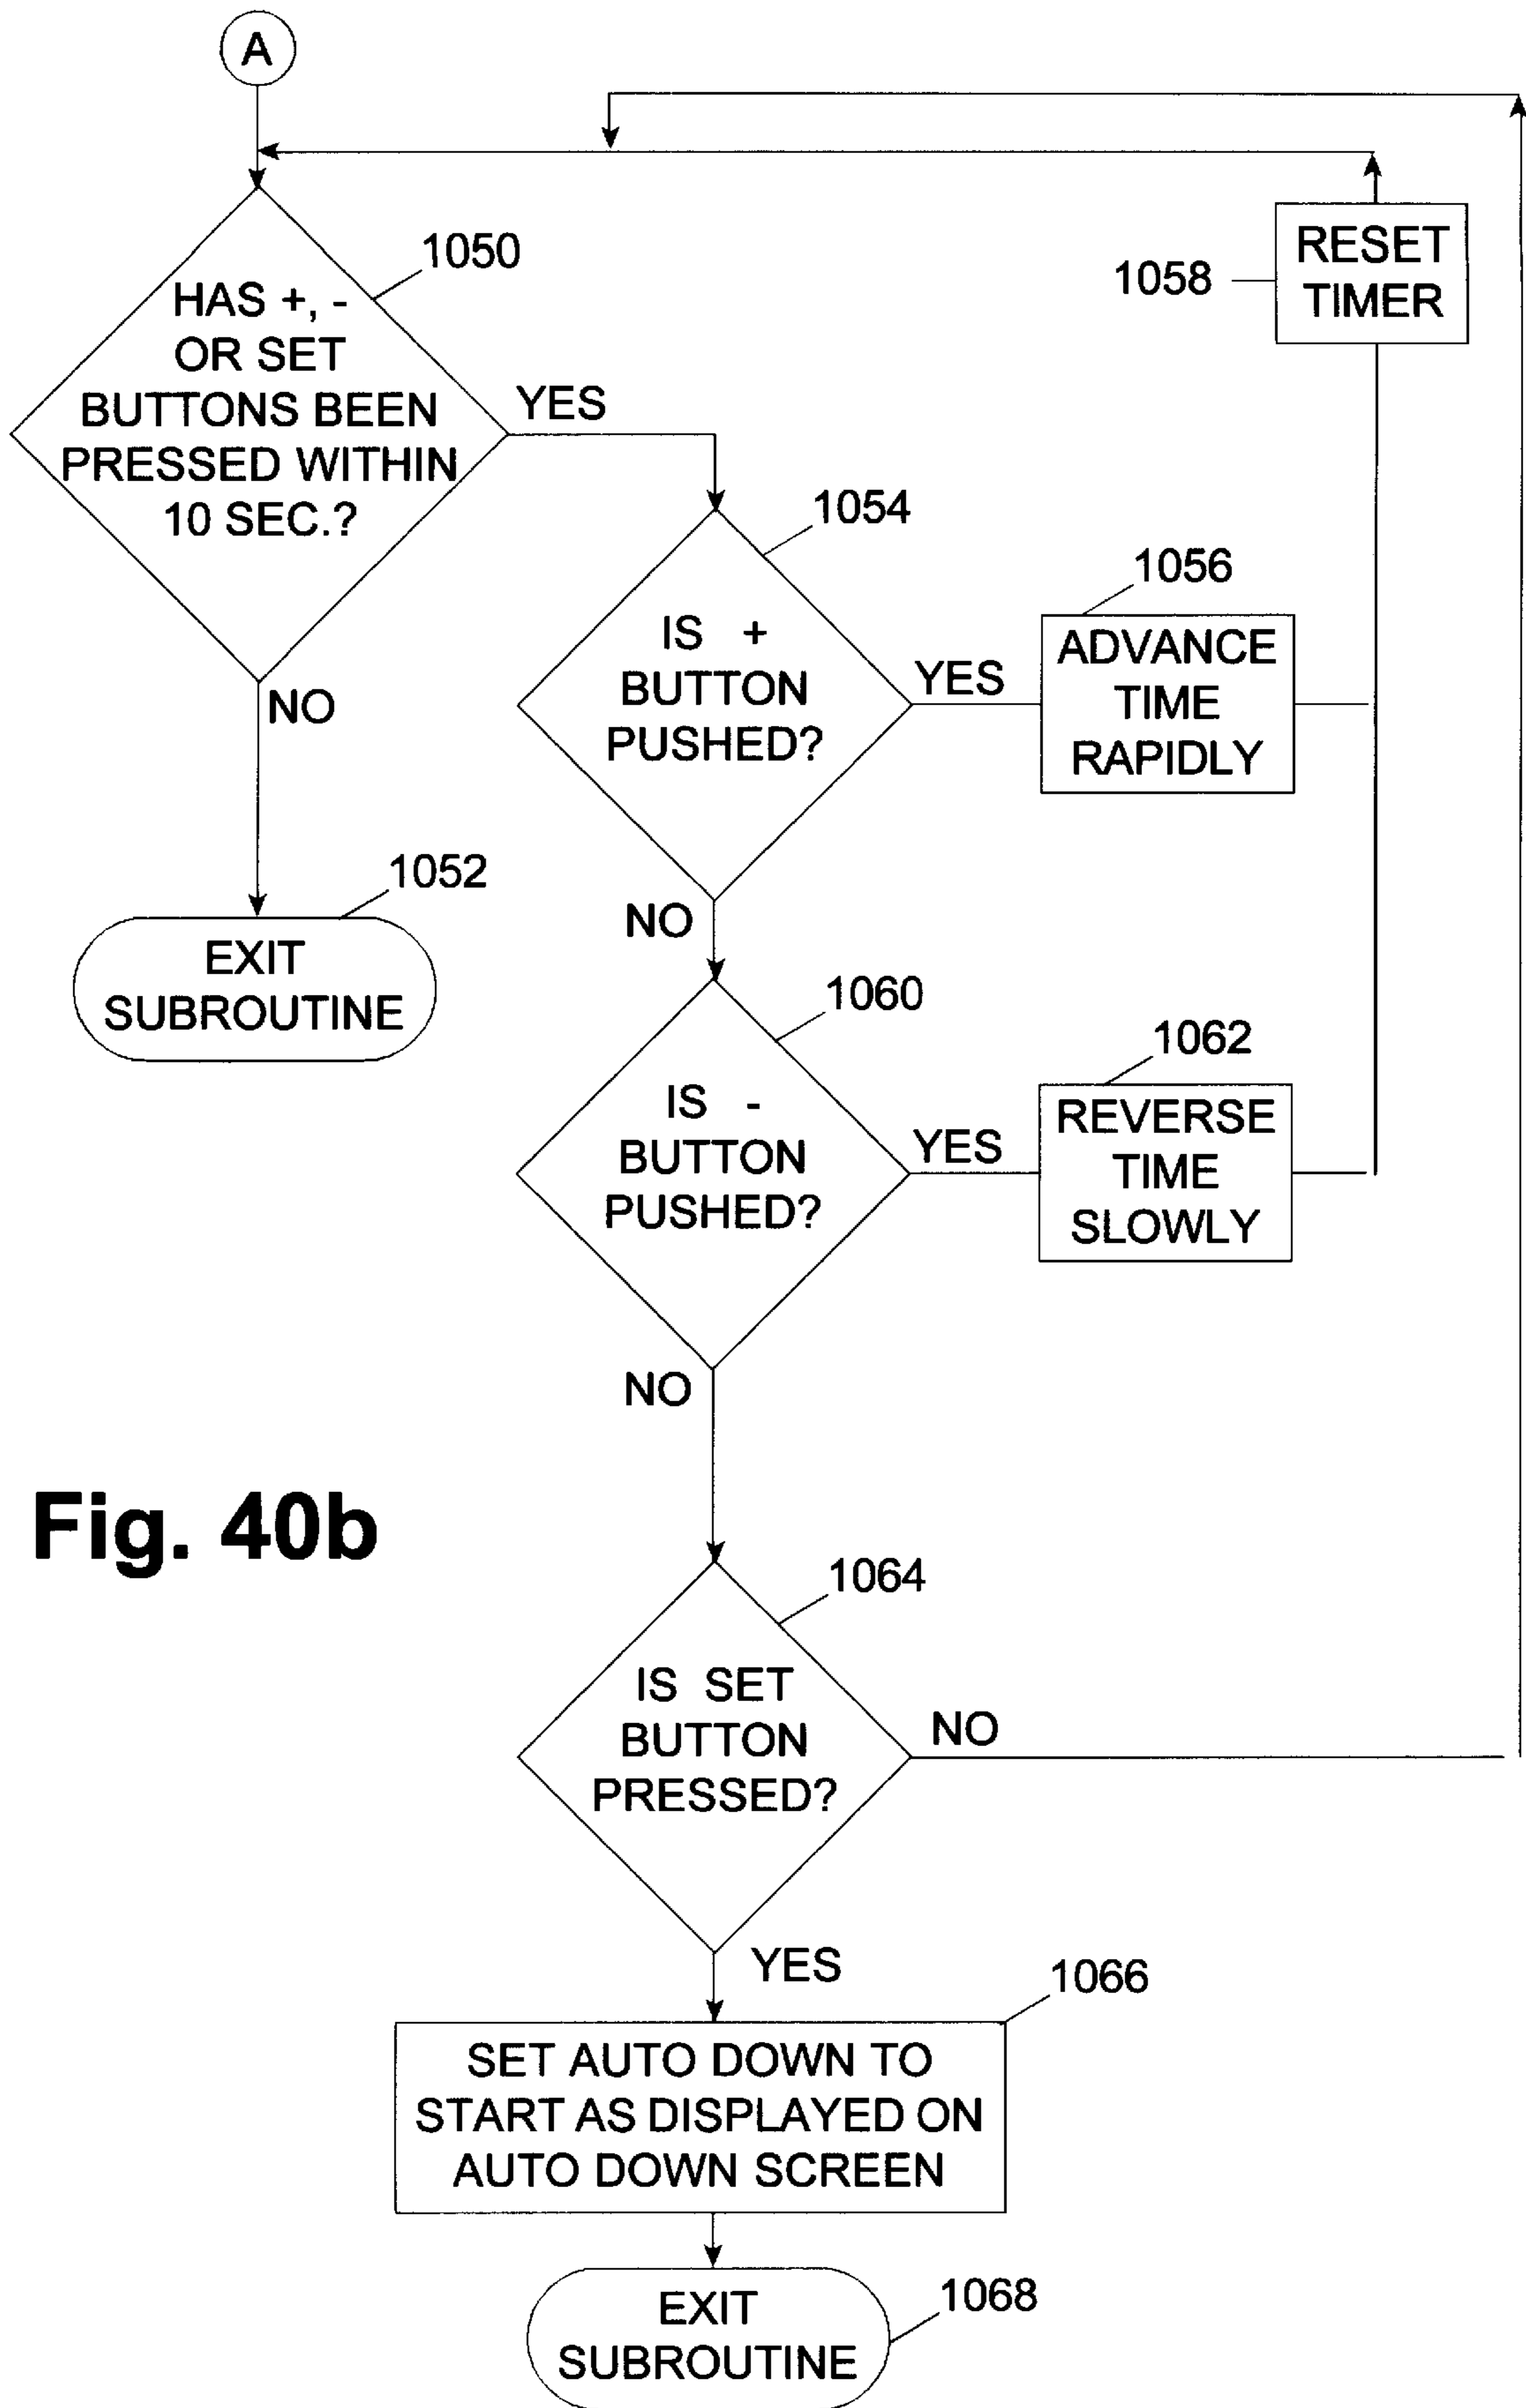 A
1050
HAS +, -
OR SET
BUTTONS BEEN
PRESSED WITHIN
10 SEC.?
YES
NO
1052
EXIT
SUBROUTINE
1054
IS +
BUTTON
PUSHED?
YES
NO
1056
ADVANCE
TIME
RAPIDLY
1058
RESET
TIMER
1060
IS -
BUTTON
PUSHED?
YES
NO
1062
REVERSE
TIME
SLOWLY
1064
IS SET
BUTTON
PRESSED?
NO
YES
1066
SET AUTO DOWN TO
START AS DISPLAYED ON
AUTO DOWN SCREEN
1068
EXIT
SUBROUTINE
Fig. 40b